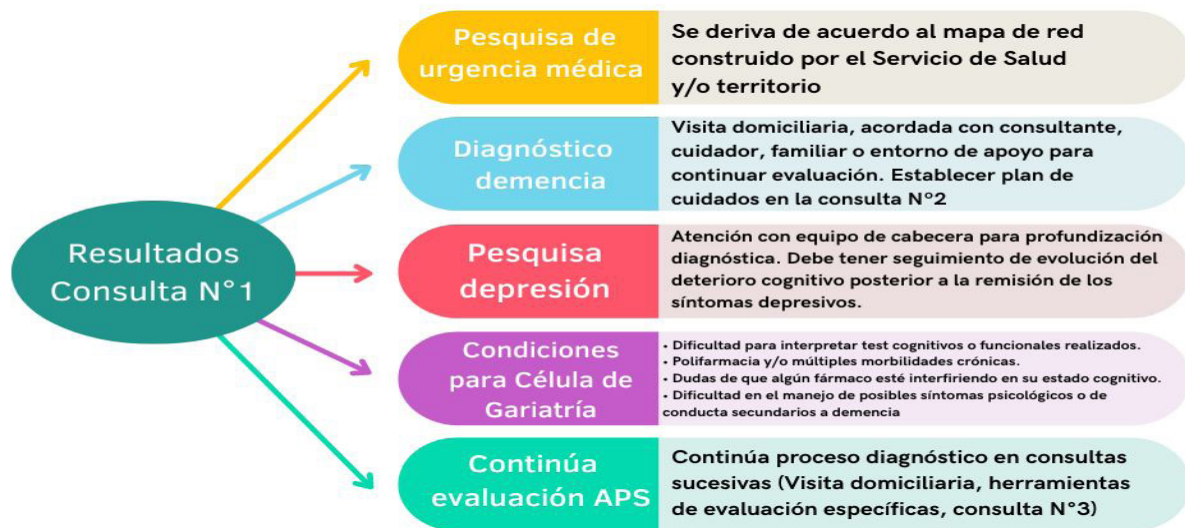 Resultados
Consulta N°1
Pesquisa de
urgencia médica
Se deriva de acuerdo al mapa de red
construido por el Servicio de Salud
y/o territorio
Diagnóstico
demencia
Visita domiciliaria, acordada con consultante,
cuidador, familiar o entorno de apoyo para
continuar evaluación. Establecer plan de
cuidados en la consulta N°2
Pesquisa
depresión
Atención con equipo de cabecera para profundización
diagnóstica. Debe tener seguimiento de evolución del
deterioro cognitivo posterior a la remisión de los
síntomas depresivos.
Condiciones
para Célula de
Gariatría
• Dificultad para interpretar test cognitivos o funcionales realizados.
• Polifarmacia y/o múltiples morbilidades crónicas.
• Dudas de que algún fármaco esté interfiriendo en su estado cognitivo.
• Dificultad en el manejo de posibles síntomas psicológicos o de
conducta secundarios a demencia
Continúa
evaluación APS
Continúa proceso diagnóstico en consultas
sucesivas (Visita domiciliaria, herramientas
de evaluación específicas, consulta N°3)